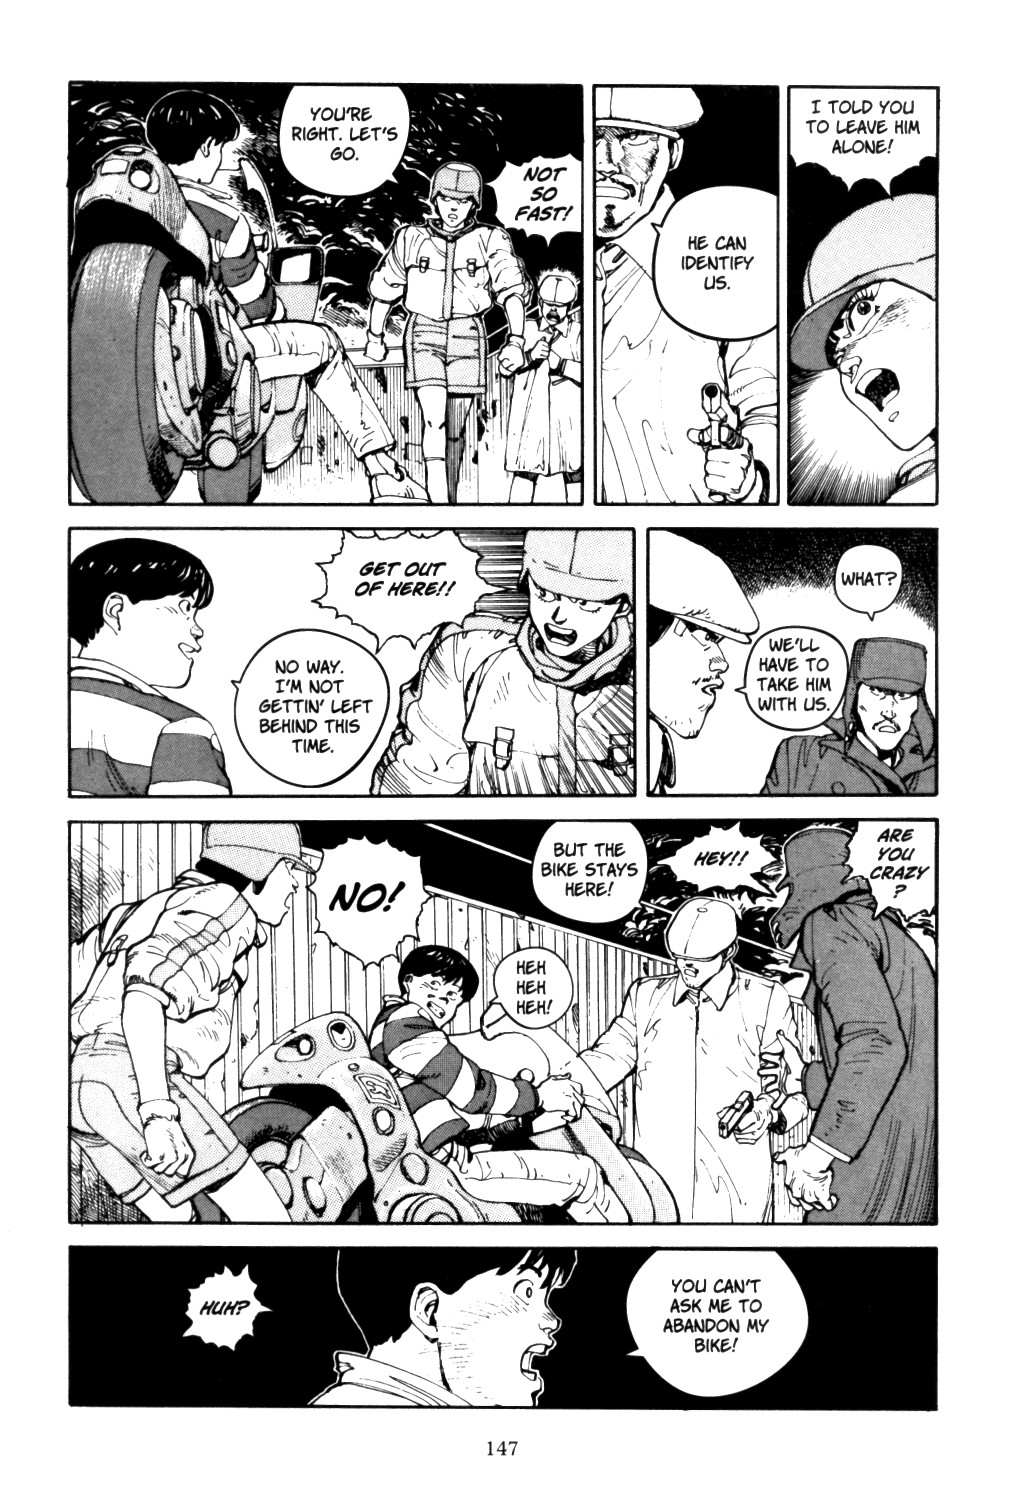 YOU'RE
RIGHT. LET'S
GO.
NOT
SO
FAST!
HE CAN
IDENTIFY
US.
I TOLD YOU
TO LEAVE HIM
ALONE!
GET OUT
OF HERE!!
NO WAY.
I'M NOT
GETTIN' LEFT
BEHIND THIS
TIME.
WHAT?
WE'LL
HAVE TO
TAKE HIM
WITH US.
NO!
BUT THE
BIKE STAYS
HERE!
HEY!!
ARE
YOU
CRAZY
?
HEH
HEH
HEH!
HUH?
YOU CAN'T
ASK ME TO
ABANDON MY
BIKE!
147